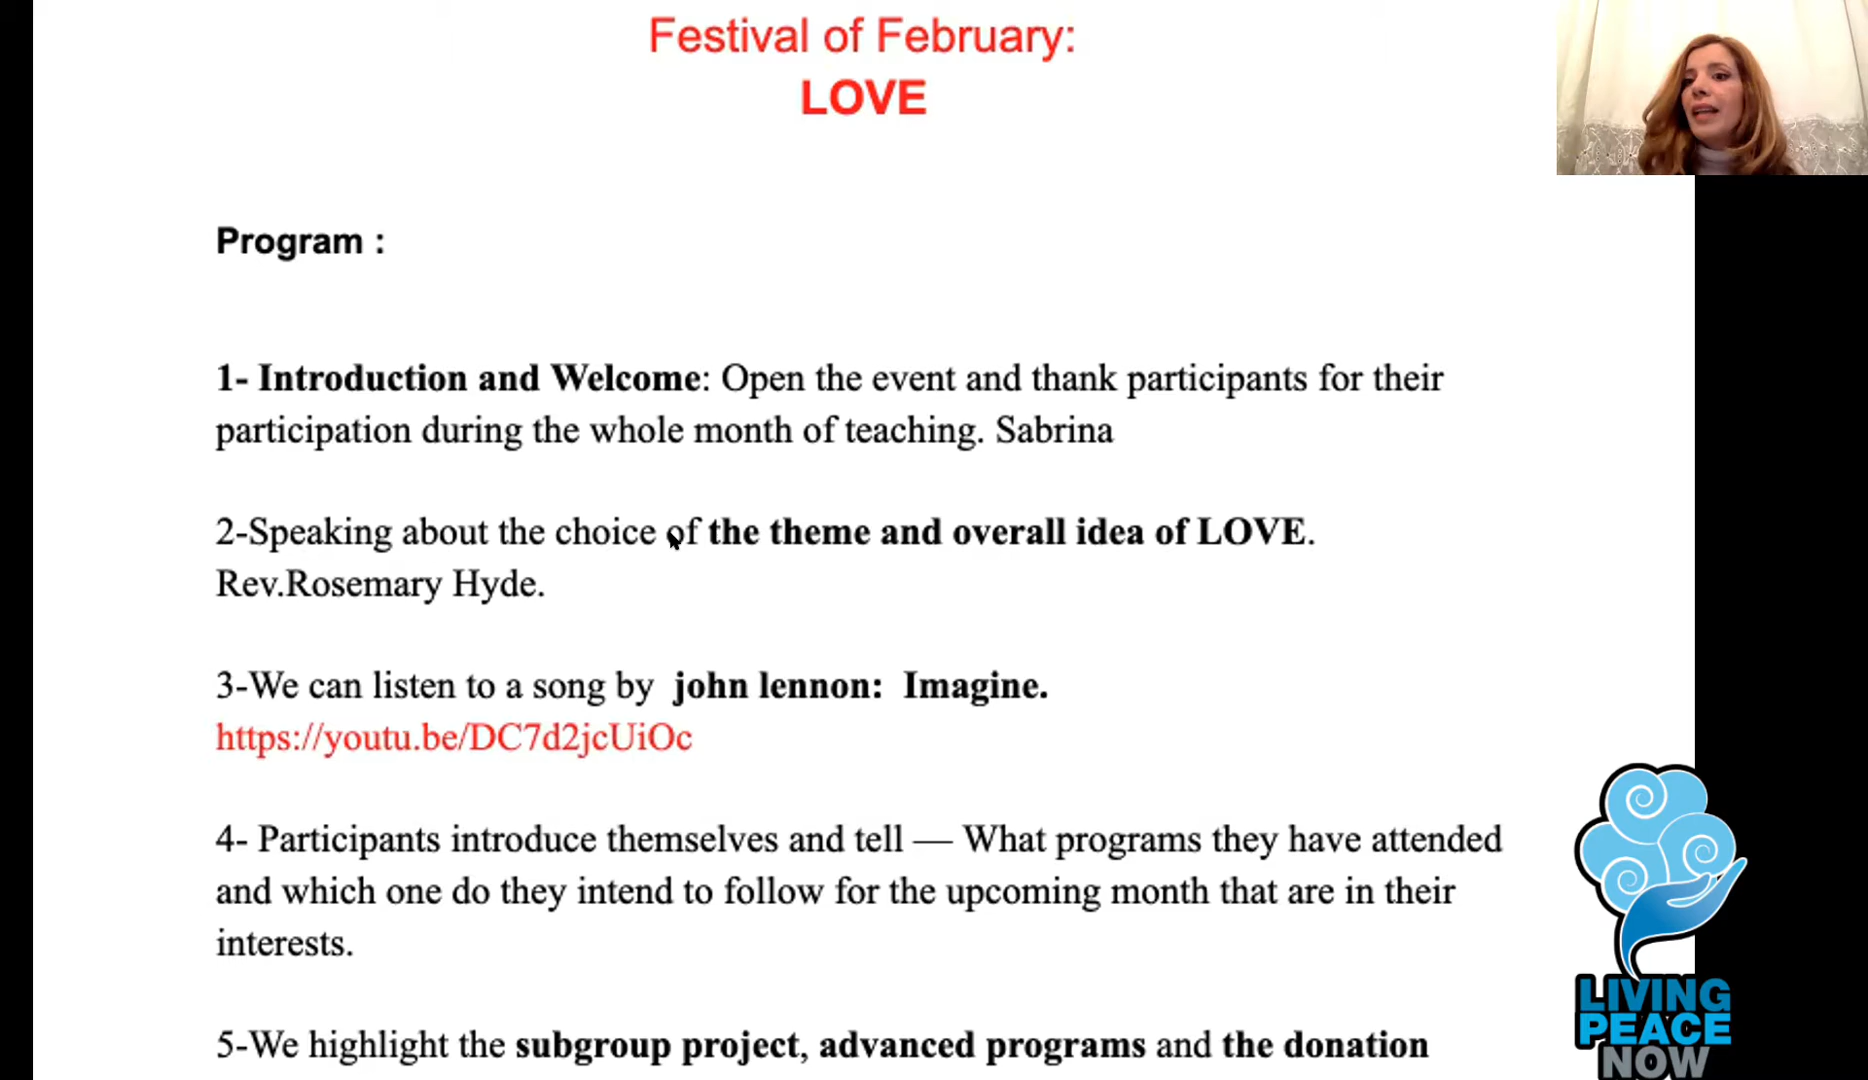 Festival of February:
LOVE
Program :
1- Introduction and Welcome: Open the event and thank participants for their
participation during the whole month of teaching. Sabrina
2-Speaking about the choice of the theme and overall idea of LOVE.
Rev.Rosemary Hyde.
3-We can listen to a song by  john lennon:  Imagine.
https://youtu.be/DC7d2jcUiOc
4- Participants introduce themselves and tell — What programs they have attended
and which one do they intend to follow for the upcoming month that are in their
interests.
5-We highlight the subgroup project, advanced programs and the donation
LIVING
PEACE
NOW